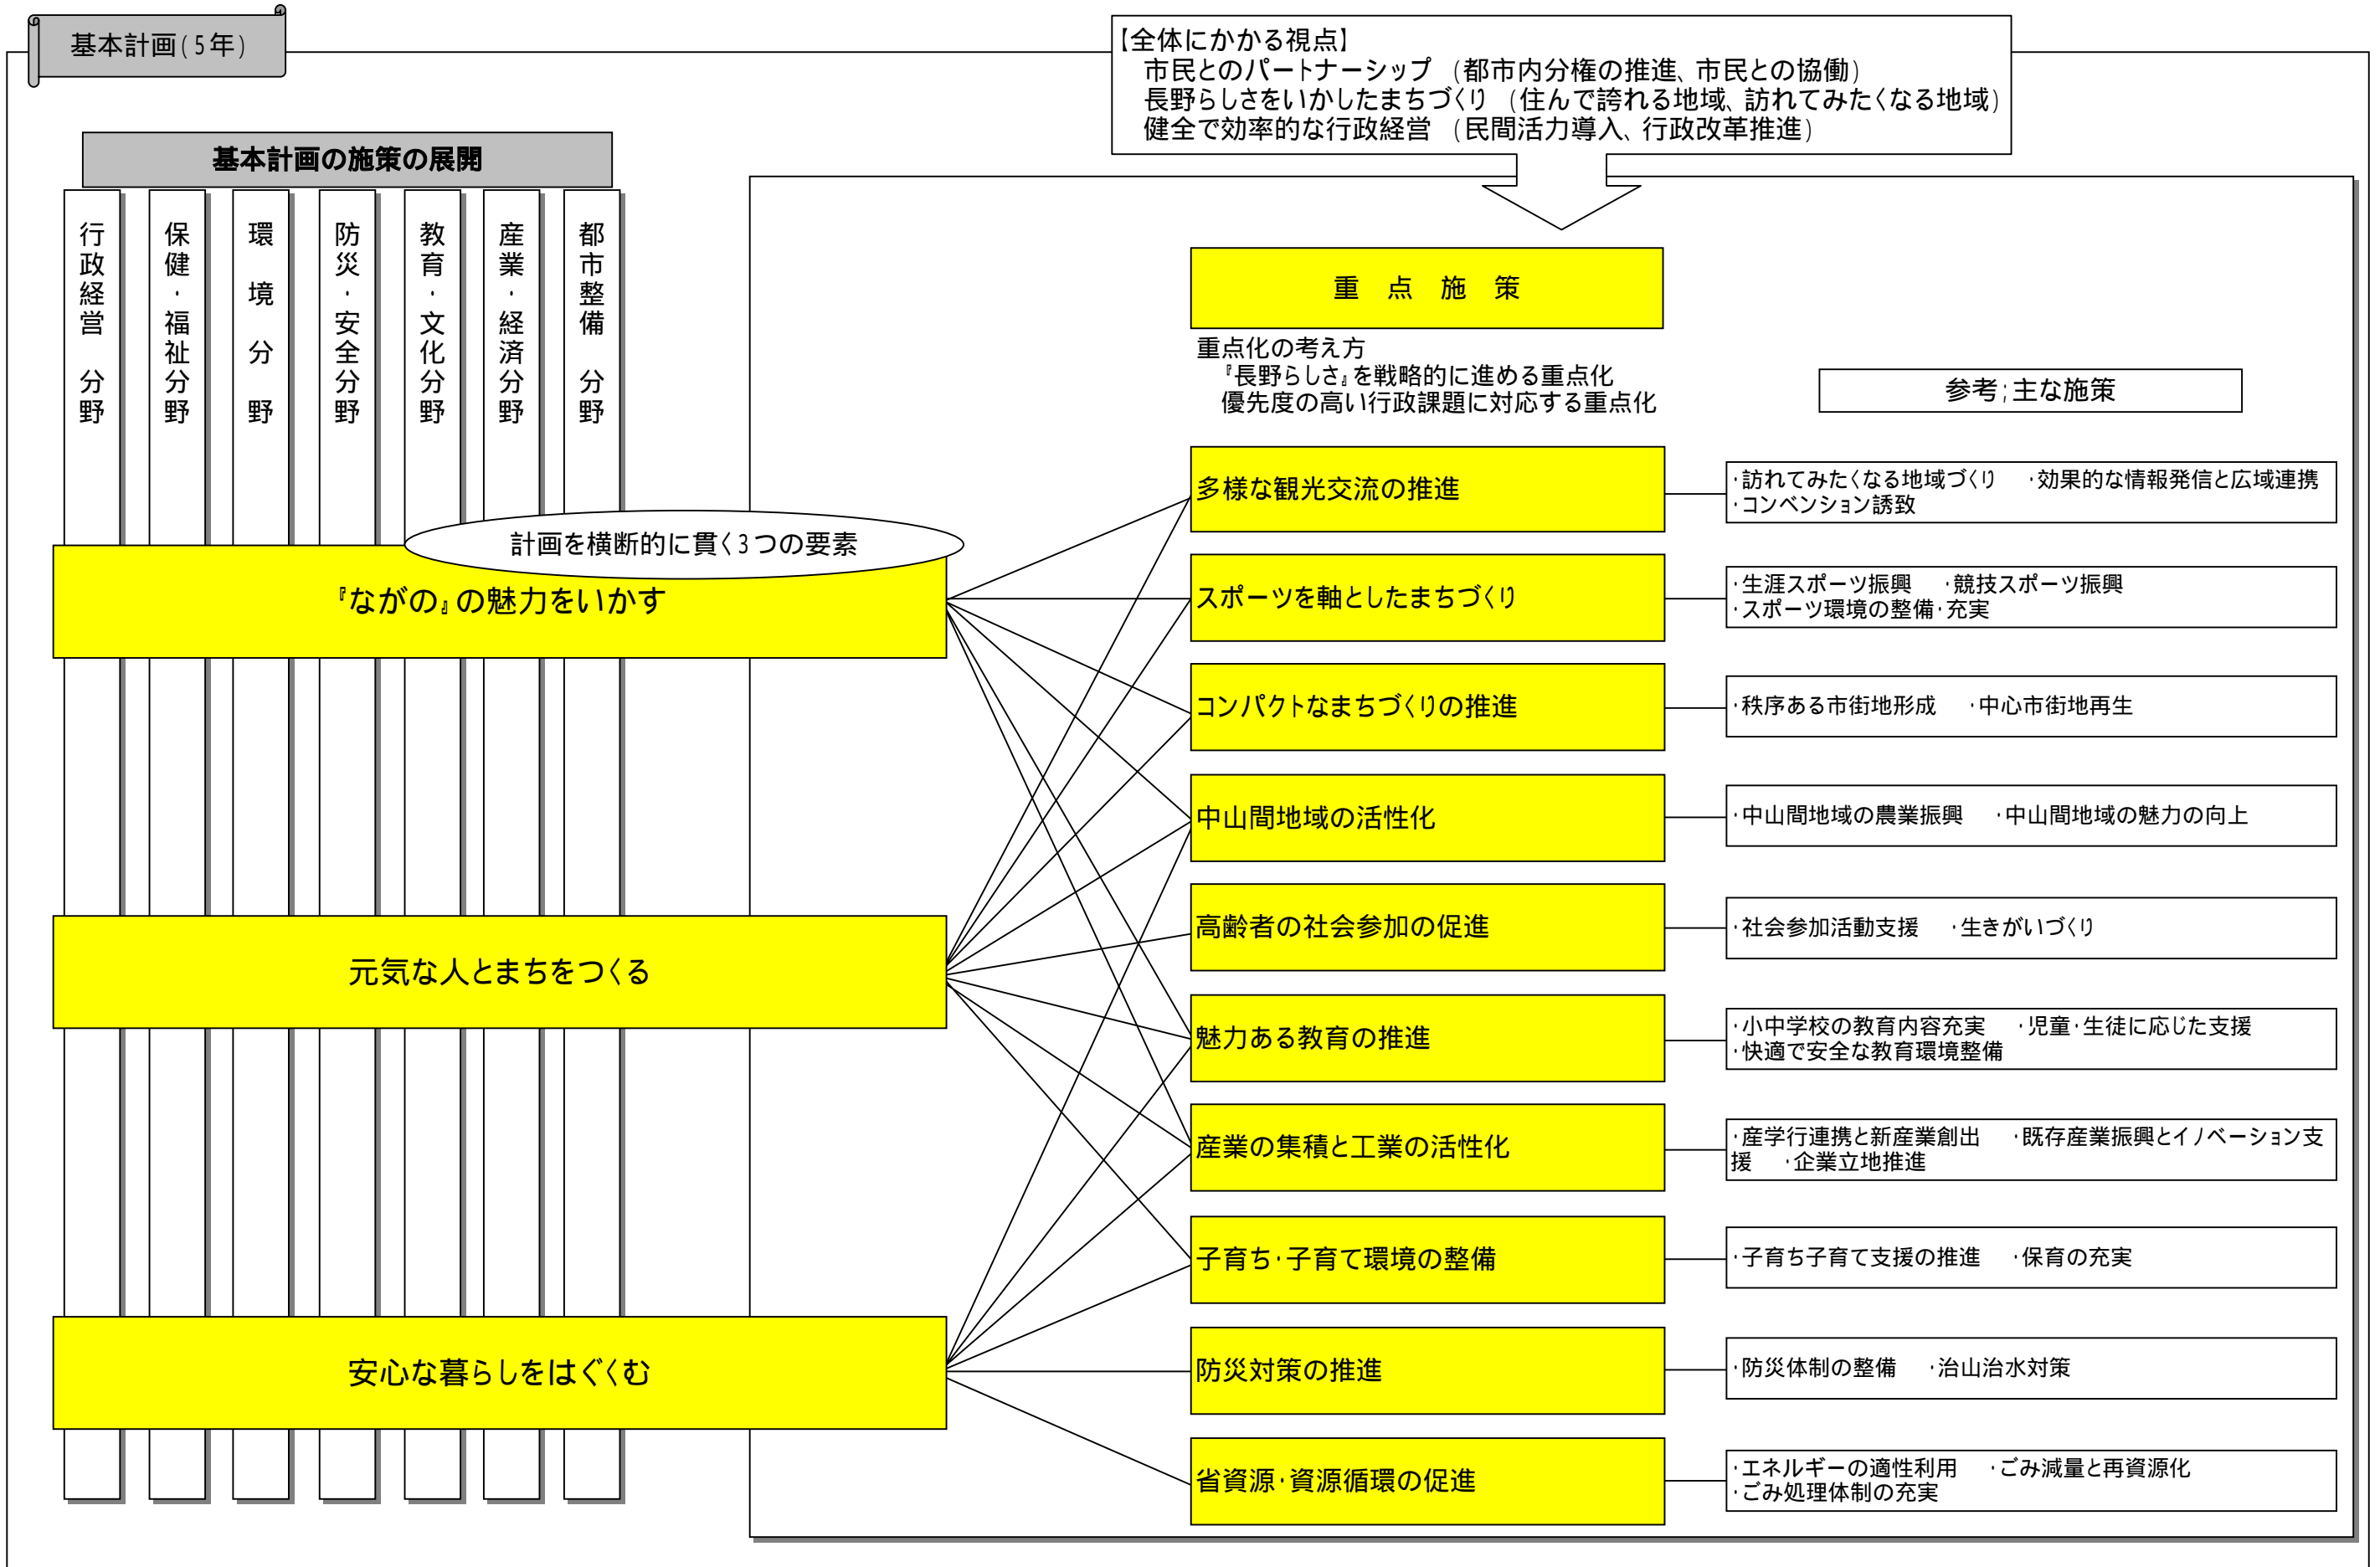 基本計画(5年)
【全体にかかる視点】
市民とのパートナーシップ (都市内分権の推進、市民との協働)
長野らしさをいかしたまちづくり (住んで誇れる地域、訪れてみたくなる地域)
健全で効率的な行政経営 (民間活力導入、行政改革推進)
基本計画の施策の展開
行政経営 分野
保健・福祉分野
環境分野
防災・安全分野
教育・文化分野
産業・経済分野
都市整備 分野
重 点 施 策
重点化の考え方
『長野らしさ』を戦略的に進める重点化
優先度の高い行政課題に対応する重点化
参考;主な施策
計画を横断的に貫く3つの要素
『ながの』の魅力をいかす
元気な人とまちをつくる
安心な暮らしをはぐくむ
多様な観光交流の推進
・訪れてみたくなる地域づくり ・効果的な情報発信と広域連携
・コンベンション誘致
スポーツを軸としたまちづくり
・生涯スポーツ振興 ・競技スポーツ振興
・スポーツ環境の整備・充実
コンパクトなまちづくりの推進
・秩序ある市街地形成 ・中心市街地再生
中山間地域の活性化
・中山間地域の農業振興 ・中山間地域の魅力の向上
高齢者の社会参加の促進
・社会参加活動支援 ・生きがいづくり
魅力ある教育の推進
・小中学校の教育内容充実 ・児童・生徒に応じた支援
・快適で安全な教育環境整備
産業の集積と工業の活性化
・産学行連携と新産業創出 ・既存産業振興とイノベーション支
援 ・企業立地推進
子育ち・子育て環境の整備
・子育ち子育て支援の推進 ・保育の充実
防災対策の推進
・防災体制の整備 ・治山治水対策
省資源・資源循環の促進
・エネルギーの適性利用 ・ごみ減量と再資源化
・ごみ処理体制の充実